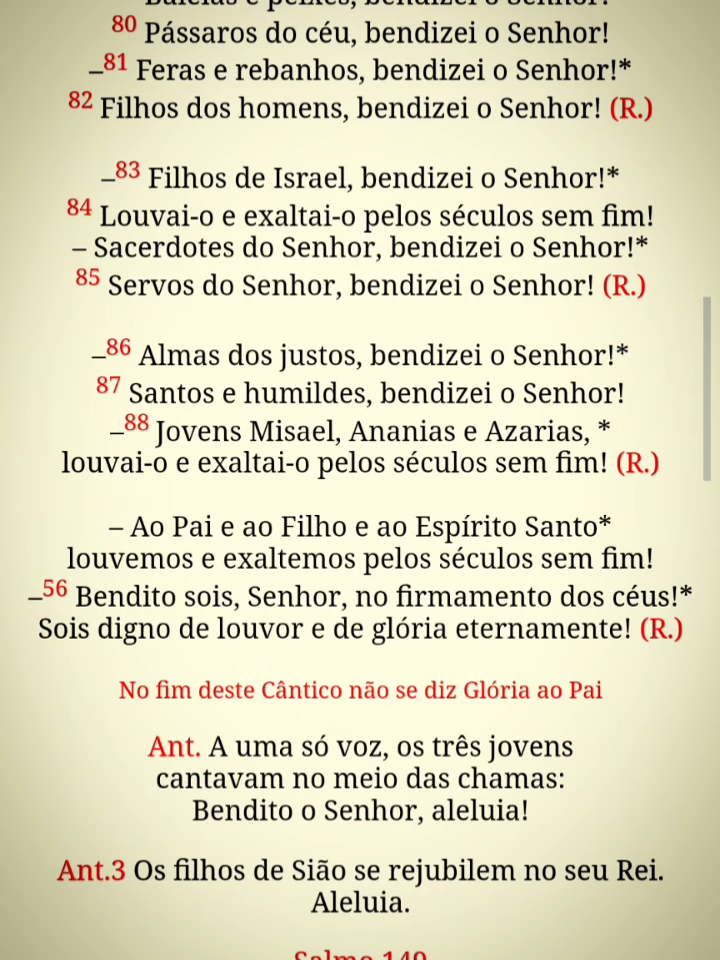 Baleias e peixes, bendizei o Senhor!
80 Pássaros do céu, bendizei o Senhor!
–81 Feras e rebanhos, bendizei o Senhor!*
82 Filhos dos homens, bendizei o Senhor! (R.)
–83 Filhos de Israel, bendizei o Senhor!*
84 Louvai-o e exaltai-o pelos séculos sem fim!
– Sacerdotes do Senhor, bendizei o Senhor!*
85 Servos do Senhor, bendizei o Senhor! (R.)
–86 Almas dos justos, bendizei o Senhor!*
87 Santos e humildes, bendizei o Senhor!
–88 Jovens Misael, Ananias e Azarias, *
louvai-o e exaltai-o pelos séculos sem fim! (R.)
– Ao Pai e ao Filho e ao Espírito Santo*
louvemos e exaltemos pelos séculos sem fim!
–56 Bendito sois, Senhor, no firmamento dos céus!*
Sois digno de louvor e de glória eternamente! (R.)
No fim deste Cântico não se diz Glória ao Pai
Ant. A uma só voz, os três jovens
cantavam no meio das chamas:
Bendito o Senhor, aleluia!
Ant.3 Os filhos de Sião se rejubilem no seu Rei.
Aleluia.
Salmo 149